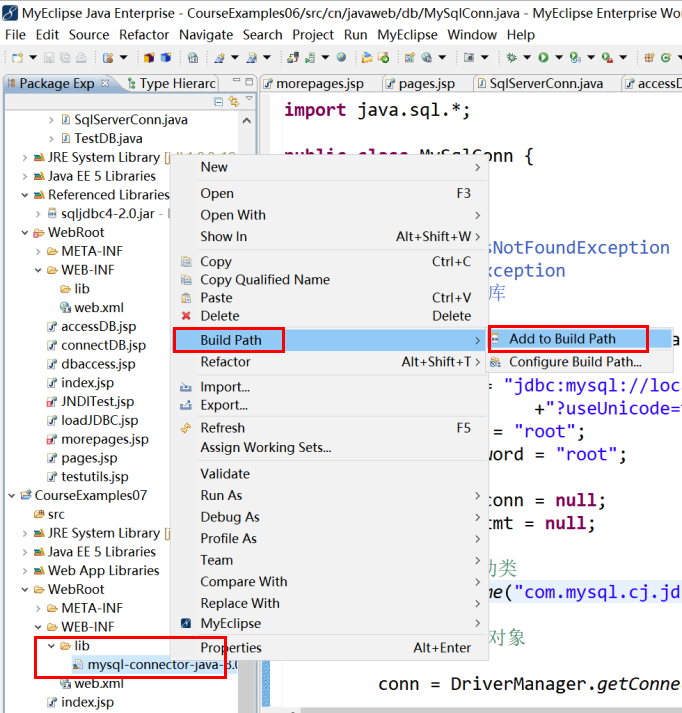 MyEclipse Java Enterprise - CourseExamples06/src/cn/javaweb/db/MySqlConn.java - MyEclipse Enterprise Wor
File Edit Source Refactor Navigate Search Project Run MyEclipse Window Help
Package Exp Type Hierarc
morepages.jsp pages.jsp SqlServerConn.java accessD
SqlServerConn.java
TestDB.java
JRE System Library
Java EE 5 Libraries
Referenced Libraries
sqljdbc4-2.0.jar -
WebRoot
META-INF
WEB-INF
lib
web.xml
accessDB.jsp
connectDB.jsp
dbaccess.jsp
index.jsp
JNDITest.jsp
loadJDBC.jsp
morepages.jsp
pages.jsp
testutils.jsp
CourseExamples07
src
JRE System Library [j
Java EE 5 Libraries
Web App Libraries
WebRoot
META-INF
WEB-INF
lib
mysql-connector-java-8.0
web.xml
index.jsp
New
Open F3
Open With
Show In Alt+Shift+W
Copy Ctrl+C
Copy Qualified Name
Paste Ctrl+V
Delete Delete
Build Path
Refactor Alt+Shift+T
Import...
Export...
Refresh F5
Assign Working Sets...
Validate
Run As
Debug As
Profile As
Team
Compare With
Replace With
MyEclipse
Properties Alt+Enter
Add to Build Path
Configure Build Path...
import java.sql.*;
public class MySqlConn {
sNotFoundException
xception
库
= "jdbc:mysql://loc
+"?useUnicode=
= "root";
word = "root";
conn = null;
tmt = null;
动类
me("com.mysql.cj.jd
对象
conn = DriverManager.getConne